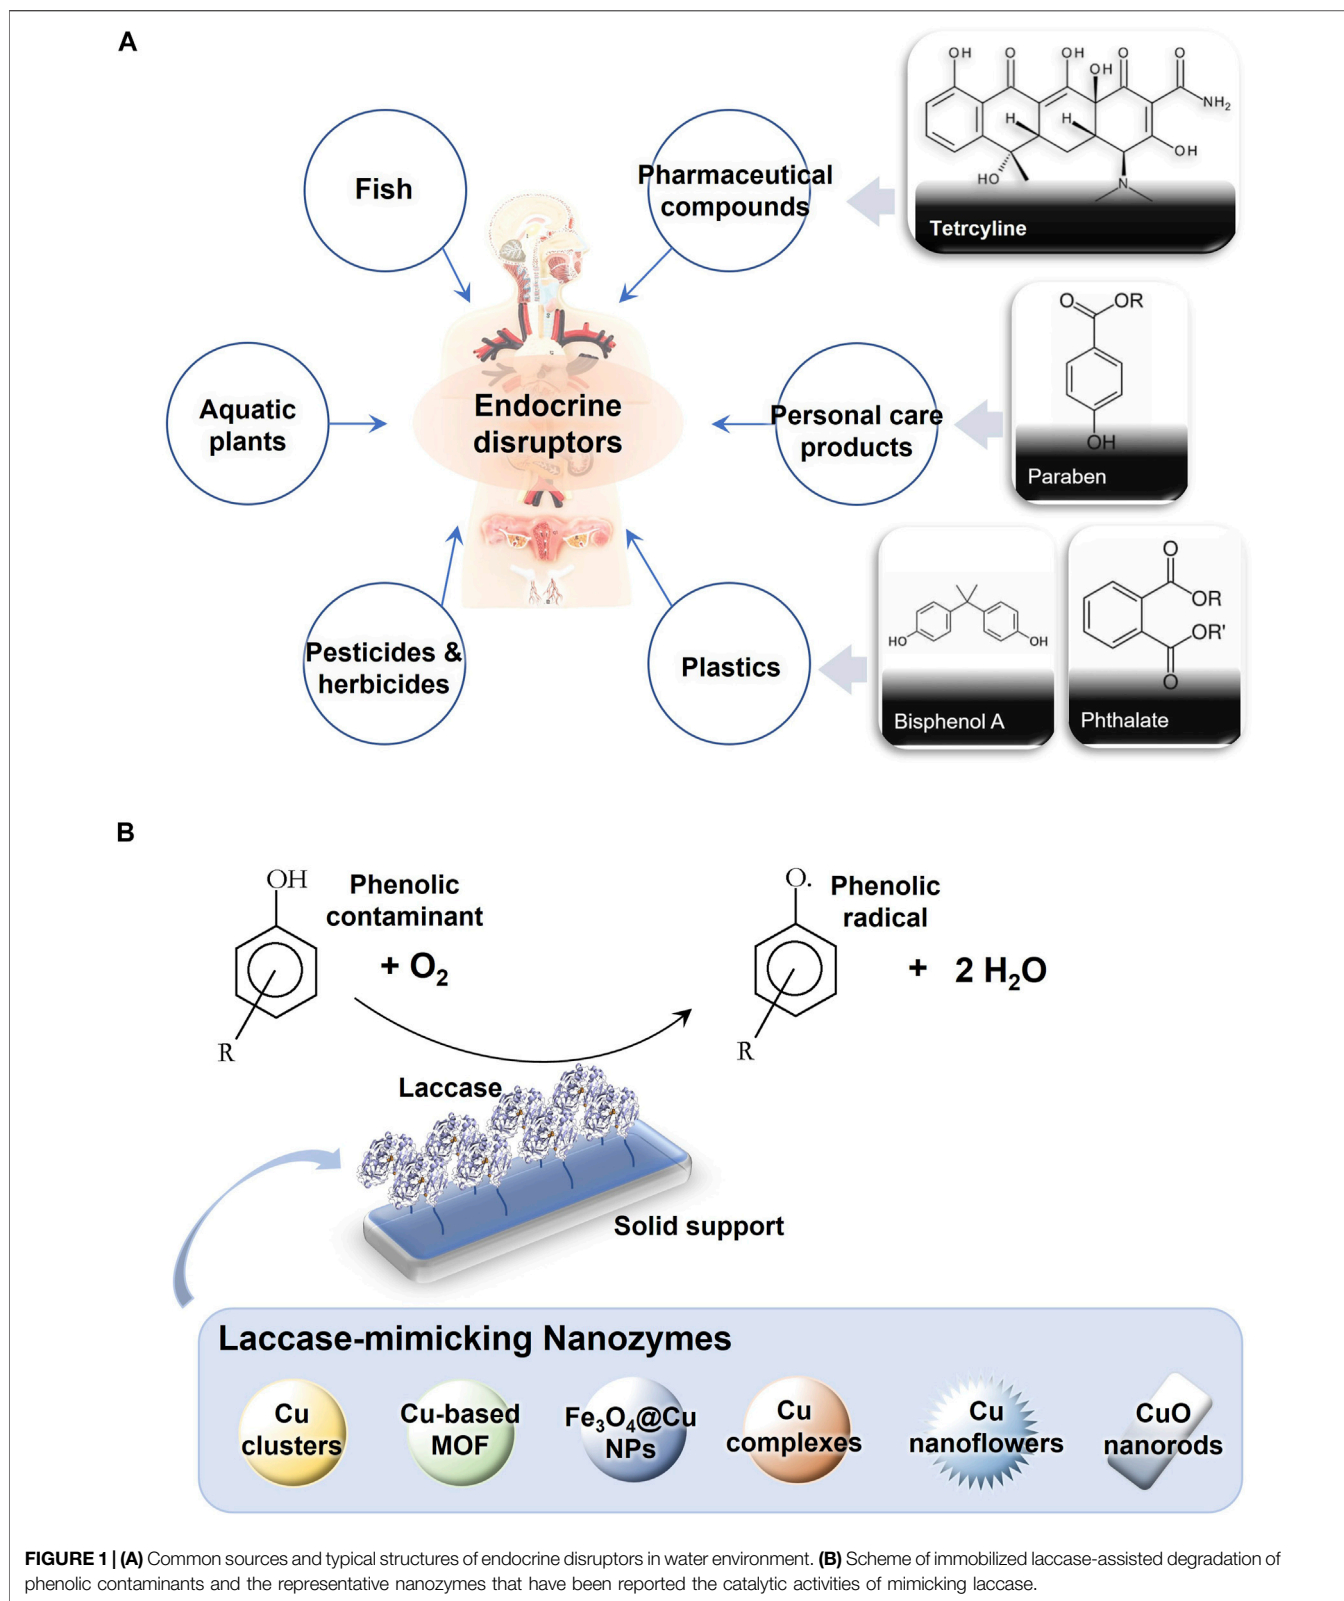 A
Fish
Pharmaceutical
compounds
OH
O
OH
OH
O
O
NH₂
H
H
OH
HO
N
Tetrcyline
Aquatic
plants
Endocrine
disruptors
Personal care
products
O
OR
OH
Paraben
Pesticides &
herbicides
Plastics
HO
OH
Bisphenol A
O
OR
OR'
O
Phthalate
B
OH
R
Phenolic
contaminant
+ O₂
O.
R
Phenolic
radical
+ 2 H₂O
Laccase
Solid support
Laccase-mimicking Nanozymes
Cu
clusters
Cu-based
MOF
Fe₃O₄@Cu
NPs
Cu
complexes
Cu
nanoflowers
CuO
nanorods
FIGURE 1 | (A) Common sources and typical structures of endocrine disruptors in water environment. (B) Scheme of immobilized laccase-assisted degradation of
phenolic contaminants and the representative nanozymes that have been reported the catalytic activities of mimicking laccase.